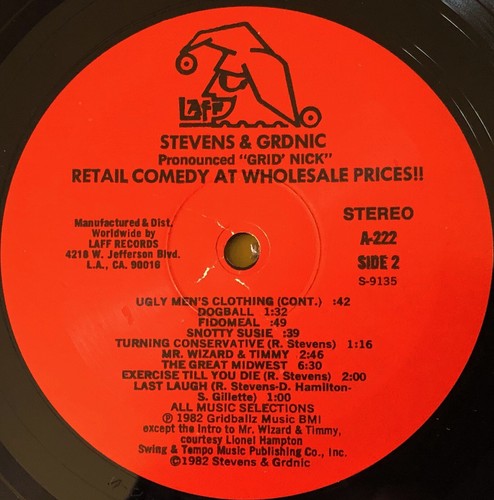 Laff
STEVENS & GRDNIC
Pronounced "GRID' NICK"
RETAIL COMEDY AT WHOLESALE PRICES!!
Manufactured & Dist.
Worldwide by
LAFF RECORDS
4218 W. Jefferson Blvd.
L.A., CA. 90016
STEREO
A-222
SIDE 2
S-9135
UGLY MEN'S CLOTHING (CONT.) :42
DOGBALL 1:32
FIDOMEAL :49
SNOTTY SUSIE :39
TURNING CONSERVATIVE (R. Stevens) 1:16
MR. WIZARD & TIMMY 2:46
THE GREAT MIDWEST 6:30
EXERCISE TILL YOU DIE (R. Stevens) 2:00
LAST LAUGH (R. Stevens-D. Hamilton-
S. Gillette) 1:00
ALL MUSIC SELECTIONS
℗ 1982 Gridballz Music BMI
except the Intro to Mr. Wizard & Timmy,
courtesy Lionel Hampton
Swing & Tempo Music Publishing Co., Inc.
©1982 Stevens & Grdnic